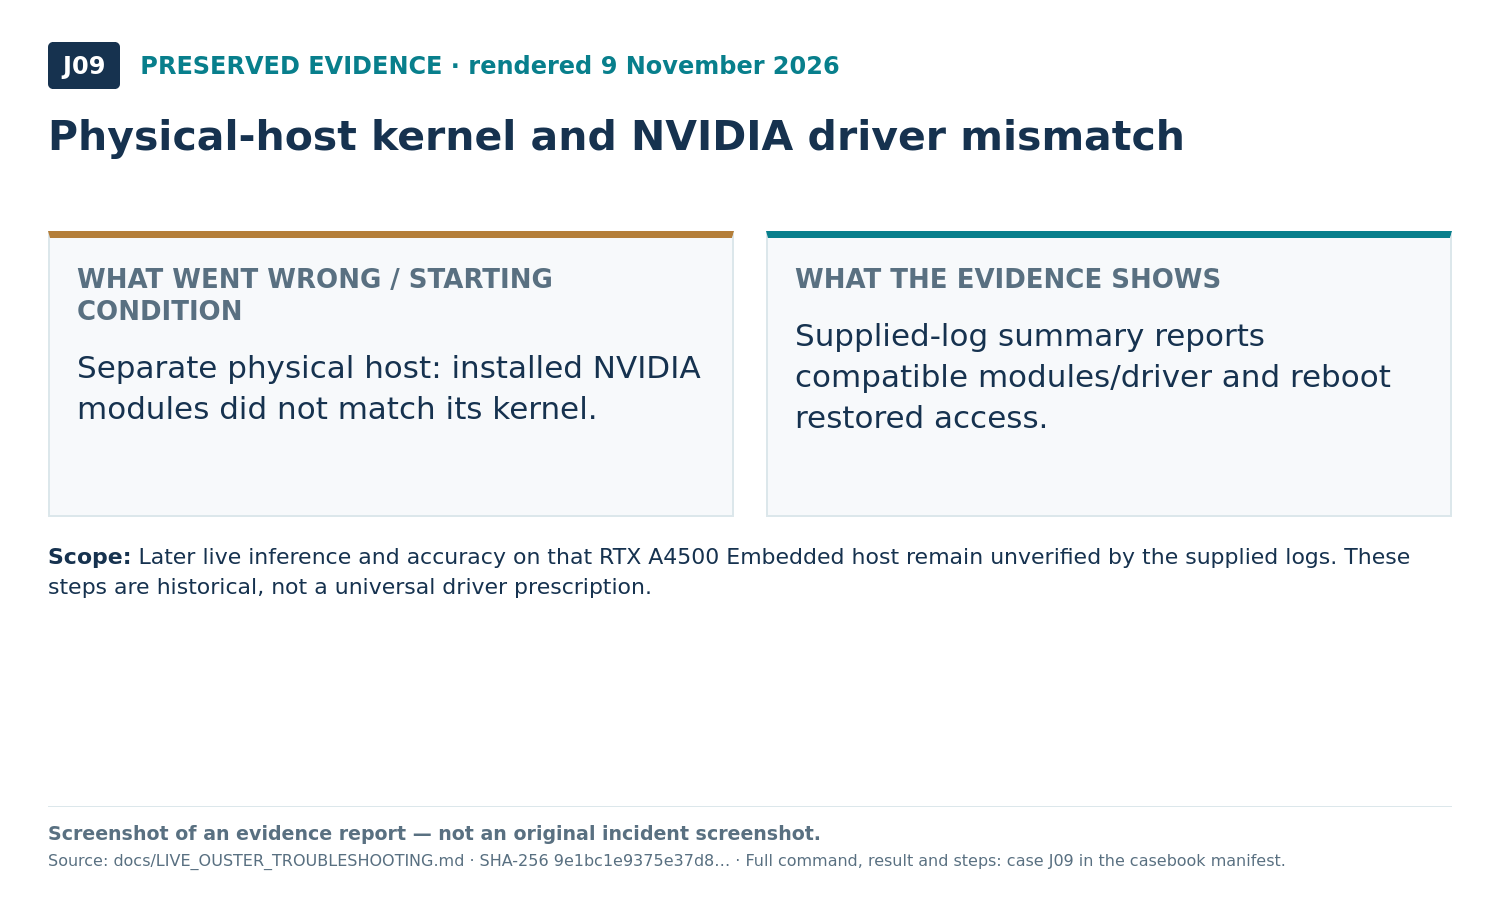 J09
PRESERVED EVIDENCE · rendered 9 November 2026
Physical-host kernel and NVIDIA driver mismatch
WHAT WENT WRONG / STARTING
CONDITION
Separate physical host: installed NVIDIA
modules did not match its kernel.
WHAT THE EVIDENCE SHOWS
Supplied-log summary reports
compatible modules/driver and reboot
restored access.
Scope: Later live inference and accuracy on that RTX A4500 Embedded host remain unverified by the supplied logs. These
steps are historical, not a universal driver prescription.
Screenshot of an evidence report — not an original incident screenshot.
Source: docs/LIVE_OUSTER_TROUBLESHOOTING.md · SHA-256 9e1bc1e9375e37d8… · Full command, result and steps: case J09 in the casebook manifest.